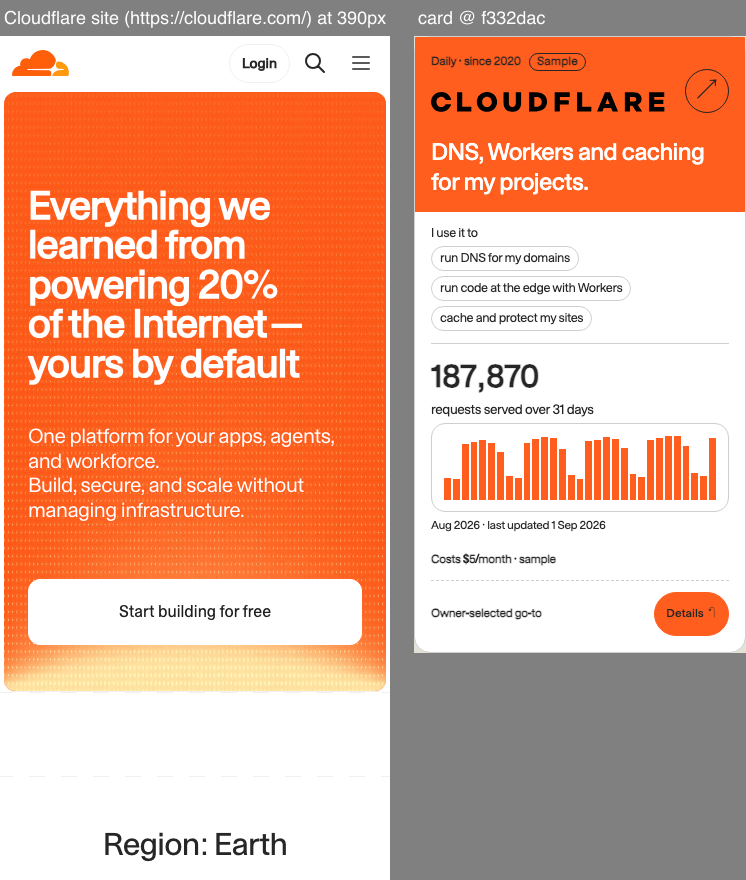 Cloudflare site (https://cloudflare.com/) at 390px
Login
Everything we
learned from
powering 20%
of the Internet—
yours by default
One platform for your apps, agents,
and workforce.
Build, secure, and scale without
managing infrastructure.
Start building for free
Region: Earth
card @ f332dac
Daily · since 2020 Sample
CLOUDFLARE
DNS, Workers and caching
for my projects.
I use it to
run DNS for my domains
run code at the edge with Workers
cache and protect my sites
187,870
requests served over 31 days
Aug 2026 · last updated 1 Sep 2026
Costs $5/month · sample
Owner-selected go-to
Details